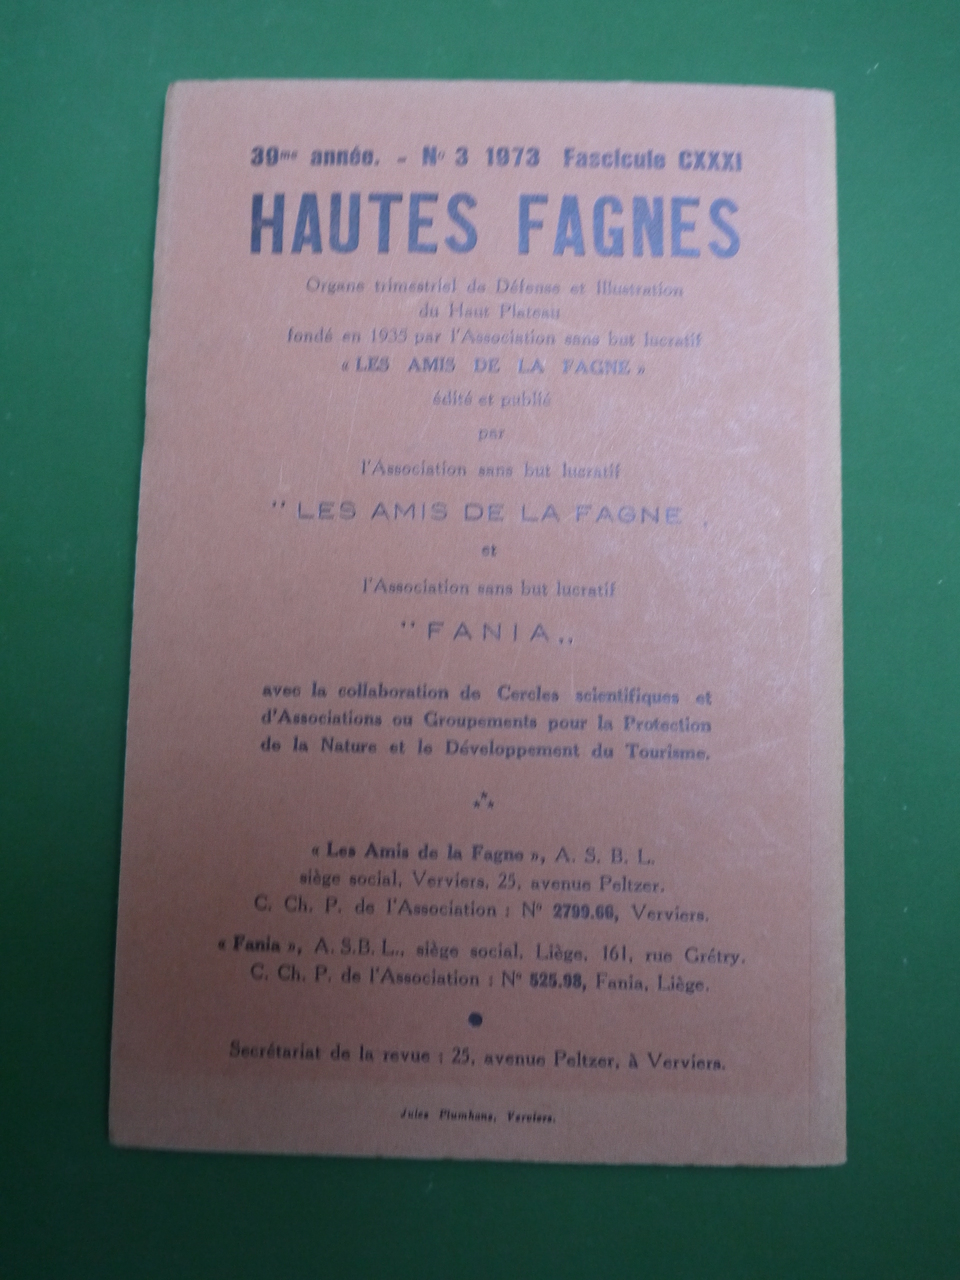 39me année. - No 3 1973 Fascicule CXXXI
HAUTES FAGNES
Organe trimestriel de Défense et Illustration
du Haut Plateau
fondé en 1935 par l'Association sans but lucratif
« LES AMIS DE LA FAGNE »
édité et publié
par
l'Association sans but lucratif
" LES AMIS DE LA FAGNE „
et
l'Association sans but lucratif
" FANIA „
avec la collaboration de Cercles scientifiques et
d'Associations ou Groupements pour la Protection
de la Nature et le Développement du Tourisme.
« Les Amis de la Fagne », A. S. B. L.
siège social, Verviers, 25, avenue Peltzer.
C. Ch. P. de l'Association : N° 2799.66, Verviers.
« Fania », A. S.B. L., siège social, Liège, 161, rue Grétry.
C. Ch. P. de l'Association : N° 525.98, Fania, Liège.
Secrétariat de la revue : 25, avenue Peltzer, à Verviers.
Jules Plumhans, Verviers.